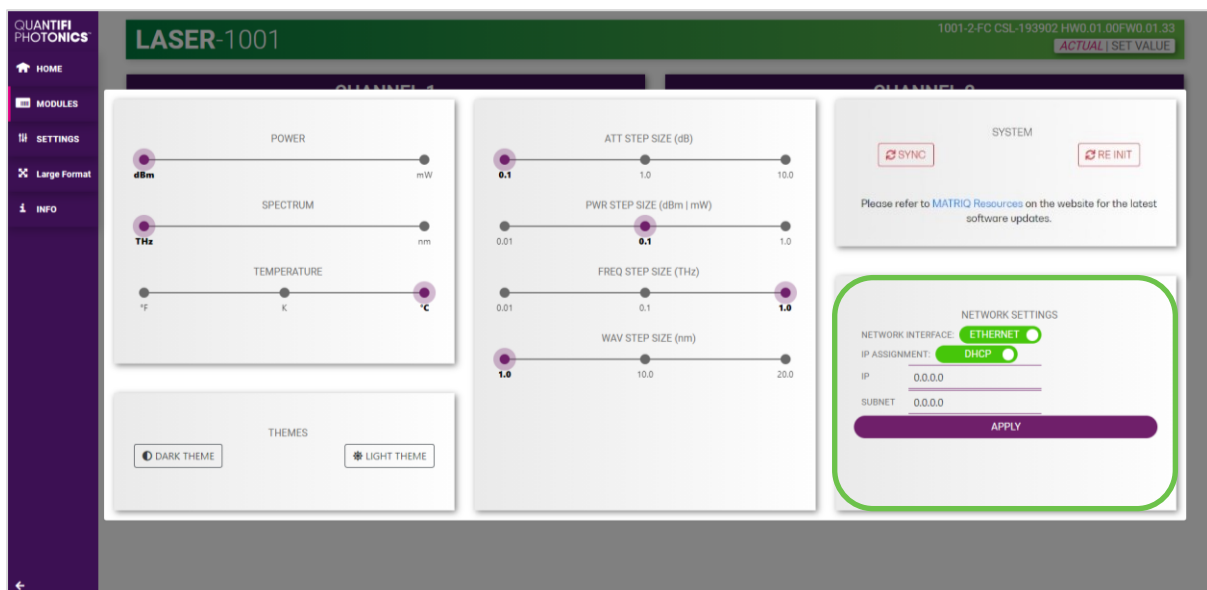 QUANTIFI
PHOTONICS
HOME
MODULES
SETTINGS
Large Format
INFO
LASER-1001
1001-2-FC CSL-193902 HW0.01.00FW0.01.33
ACTUAL | SET VALUE
CHANNEL 1
CHANNEL 2
POWER
dBm mW
SPECTRUM
THz nm
TEMPERATURE
°F K °C
THEMES
DARK THEME LIGHT THEME
ATT STEP SIZE (dB)
0.1 1.0 10.0
PWR STEP SIZE (dBm | mW)
0.01 0.1 1.0
FREQ STEP SIZE (THz)
0.01 0.1 1.0
WAV STEP SIZE (nm)
1.0 10.0 20.0
SYSTEM
SYNC RE INIT
Please refer to MATRIQ Resources on the website for the latest
software updates.
NETWORK SETTINGS
NETWORK INTERFACE: ETHERNET
IP ASSIGNMENT: DHCP
IP 0.0.0.0
SUBNET 0.0.0.0
APPLY